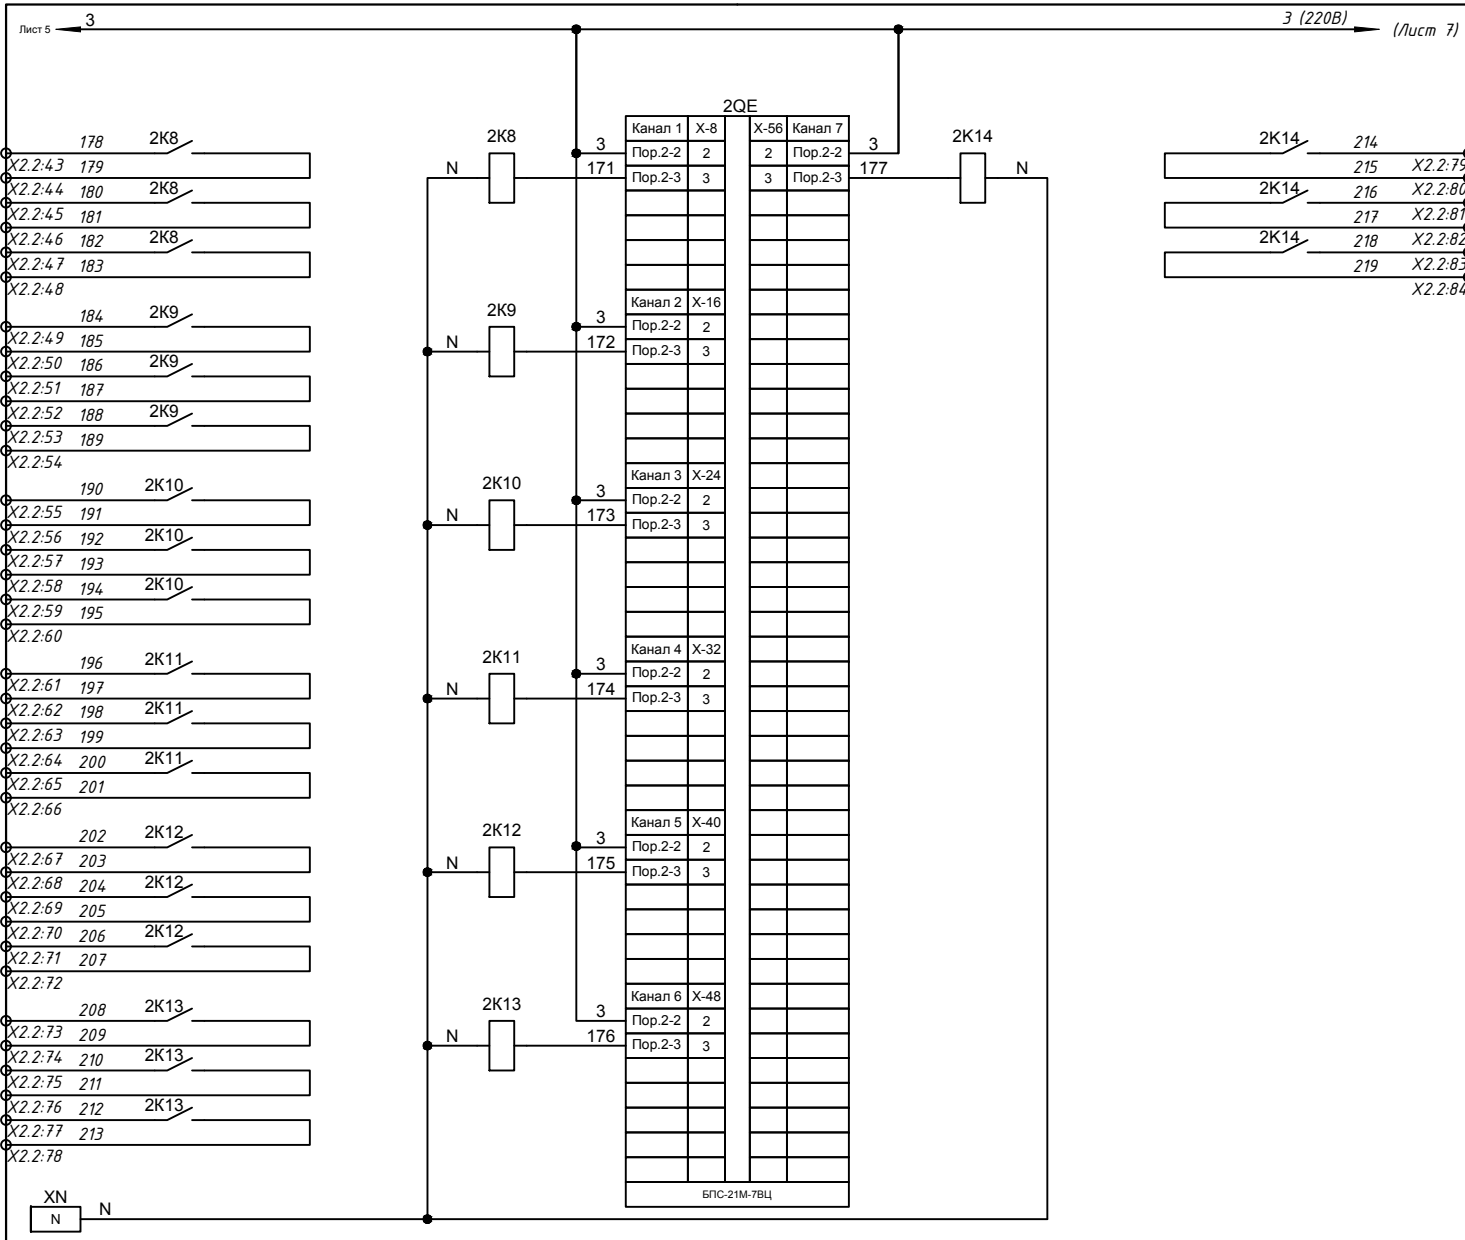 Лист 5
3
3 (220В)
(Лист 7)
2QE
178
2К8
X2.2:43
179
X2.2:44
180
2К8
X2.2:45
181
X2.2:46
182
2К8
X2.2:47
183
X2.2:48
184
2К9
X2.2:49
185
X2.2:50
186
2К9
X2.2:51
187
X2.2:52
188
2К9
X2.2:53
189
X2.2:54
190
2К10
X2.2:55
191
X2.2:56
192
2К10
X2.2:57
193
X2.2:58
194
2К10
X2.2:59
195
X2.2:60
196
2К11
X2.2:61
197
X2.2:62
198
2К11
X2.2:63
199
X2.2:64
200
2К11
X2.2:65
201
X2.2:66
202
2К12
X2.2:67
203
X2.2:68
204
2К12
X2.2:69
205
X2.2:70
206
2К12
X2.2:71
207
X2.2:72
208
2К13
X2.2:73
209
X2.2:74
210
2К13
X2.2:75
211
X2.2:76
212
2К13
X2.2:77
213
X2.2:78
XN
N
N
2К8
N
3
171
2К9
N
3
172
2К10
N
3
173
2К11
N
3
174
2К12
N
3
175
2К13
N
3
176
Канал 1 X-8
Пор.2-2 2
Пор.2-3 3
Канал 2 X-16
Пор.2-2 2
Пор.2-3 3
Канал 3 X-24
Пор.2-2 2
Пор.2-3 3
Канал 4 X-32
Пор.2-2 2
Пор.2-3 3
Канал 5 X-40
Пор.2-2 2
Пор.2-3 3
Канал 6 X-48
Пор.2-2 2
Пор.2-3 3
X-56 Канал 7
2 Пор.2-2
3 Пор.2-3
БПС-21М-7ВЦ
3
177
2К14
N
2К14
214
215
X2.2:79
2К14
216
X2.2:80
217
X2.2:81
2К14
218
X2.2:82
219
X2.2:83
X2.2:84